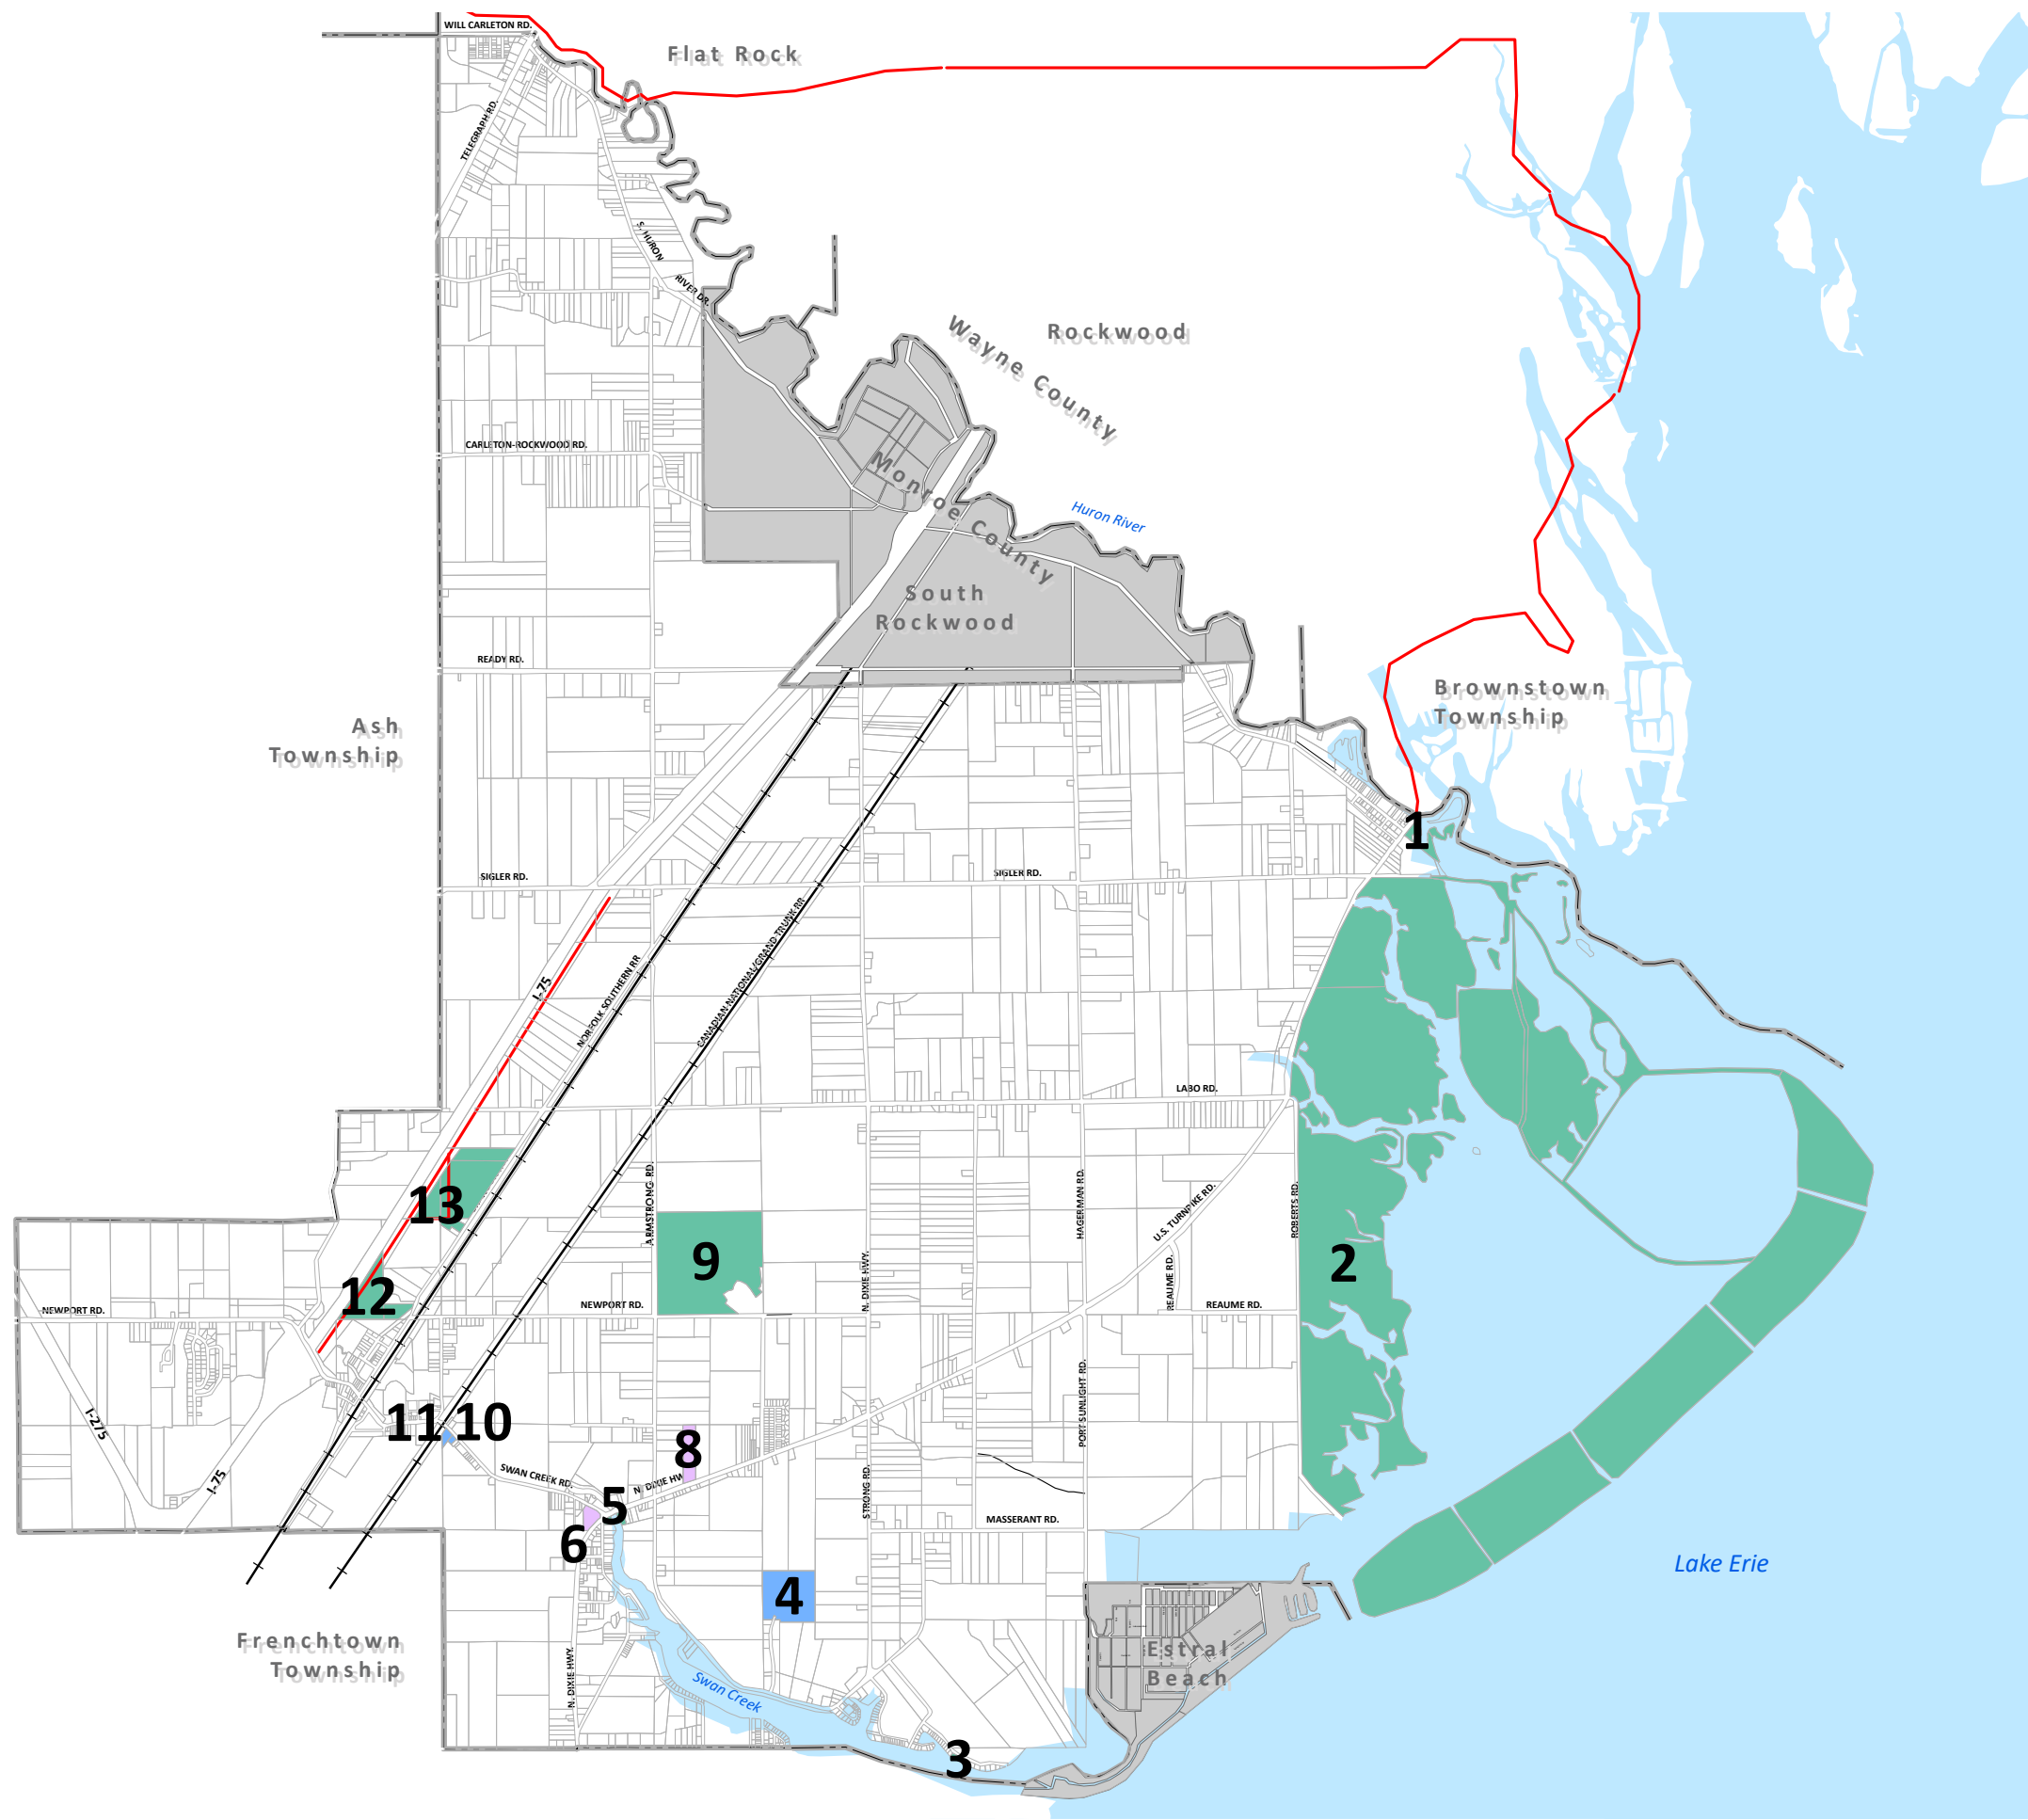 WILL CARLETON RD.
Flat Rock
TELEGRAPH RD.
S. HURON
RIVER DR.
Wayne County
Rockwood
CARLETON-ROCKWOOD RD.
Monroe County
Huron River
South
Rockwood
READY RD.
Brownstown
Township
Ash
Township
1
SIGLER RD.
SIGLER RD.
I-75
NORFOLK SOUTHERN RR
CANADIAN NATIONAL/GRAND TRUNK RR
LABO RD.
13
ARMSTRONG RD.
HAGERMAN RD.
U.S. TURNPIKE RD.
ROBERTS RD.
9
2
12
N. DIXIE HWY.
REAUME RD.
NEWPORT RD.
NEWPORT RD.
REAUME RD.
PORT SUNLIGHT RD.
I-275
11
10
8
SWAN CREEK RD.
N. DIXIE HWY
I-75
5
STRONG RD.
MASSERANT RD.
6
Lake Erie
4
Frenchtown
Township
Estral
Beach
N. DIXIE HWY.
Swan Creek
3